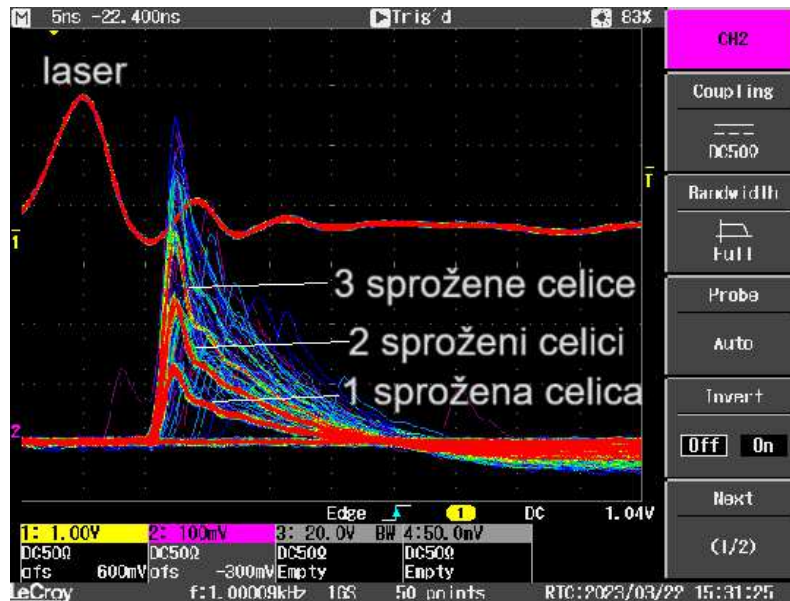 M 5ns -22.400ns Trig'd 83%
CH2
laser
Coupling
DC50Ω
T
Bandwidth
Full
1
3 sprožene celice
Probe
Auto
2 sproženi celici
1 sprožena celica
Invert
Off On
2
Next
(1/2)
Edge 1 DC 1.04V
1: 1.00V 2: 100mV 3: 20.0V BW 4:50.0mV
DC50Ω DC50Ω DC50Ω DC50Ω
ofs 600mV ofs -300mV Empty Empty
LeCroy f:1.00009kHz 1GS 50 points RTC:2023/03/22 15:31:25